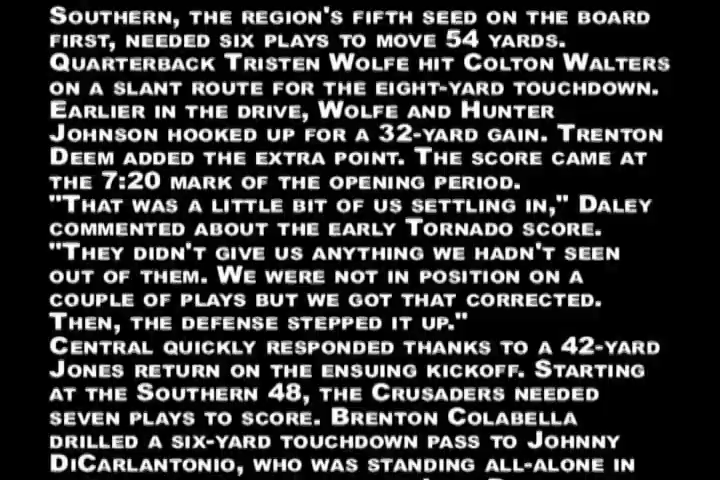 Southern, the region's fifth seed on the board
first, needed six plays to move 54 yards.
Quarterback Tristen Wolfe hit Colton Walters
on a slant route for the eight-yard touchdown.
Earlier in the drive, Wolfe and Hunter
Johnson hooked up for a 32-yard gain. Trenton
Deem added the extra point. The score came at
the 7:20 mark of the opening period.
"That was a little bit of us settling in," Daley
commented about the early Tornado score.
"They didn't give us anything we hadn't seen
out of them. We were not in position on a
couple of plays but we got that corrected.
Then, the defense stepped it up."
Central quickly responded thanks to a 42-yard
Jones return on the ensuing kickoff. Starting
at the Southern 48, the Crusaders needed
seven plays to score. Brenton Colabella
drilled a six-yard touchdown pass to Johnny
DiCarlantonio, who was standing all-alone in